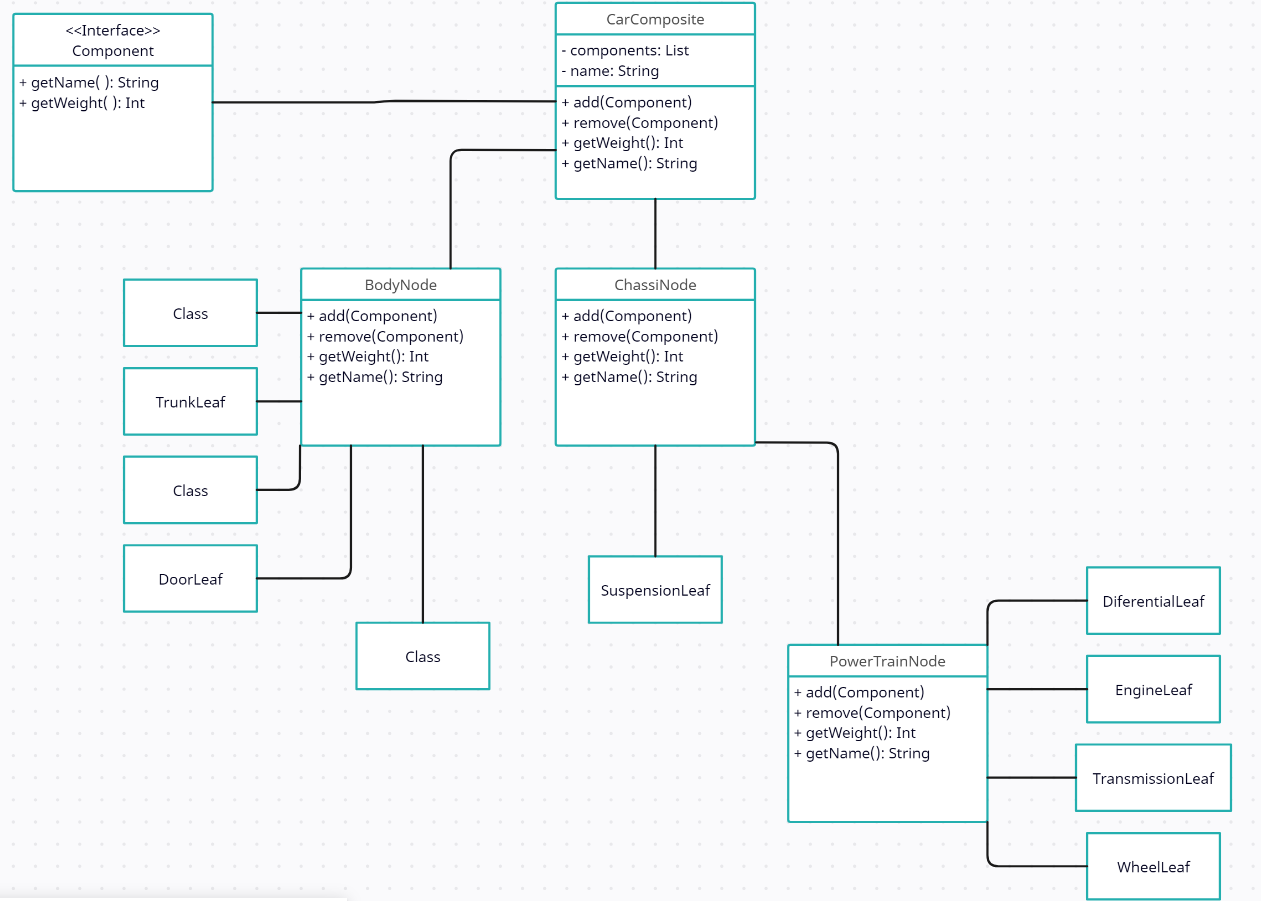 <<Interface>>
Component
+ getName( ): String
+ getWeight( ): Int
CarComposite
- components: List
- name: String
+ add(Component)
+ remove(Component)
+ getWeight(): Int
+ getName(): String
BodyNode
+ add(Component)
+ remove(Component)
+ getWeight(): Int
+ getName(): String
ChassiNode
+ add(Component)
+ remove(Component)
+ getWeight(): Int
+ getName(): String
Class
TrunkLeaf
Class
DoorLeaf
Class
SuspensionLeaf
PowerTrainNode
+ add(Component)
+ remove(Component)
+ getWeight(): Int
+ getName(): String
DiferentialLeaf
EngineLeaf
TransmissionLeaf
WheelLeaf